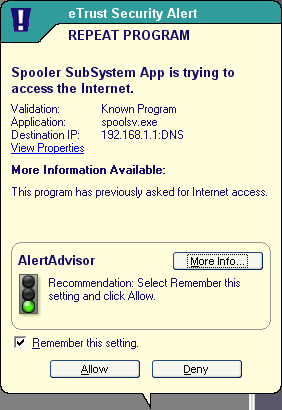 eTrust Security Alert
REPEAT PROGRAM
Spooler SubSystem App is trying to
access the Internet.
Validation: Known Program
Application: spoolsv.exe
Destination IP: 192.168.1.1:DNS
View Properties
More Information Available:
This program has previously asked for Internet access.
AlertAdvisor
More Info...
Recommendation: Select Remember this
setting and click Allow.
Remember this setting.
Allow Deny